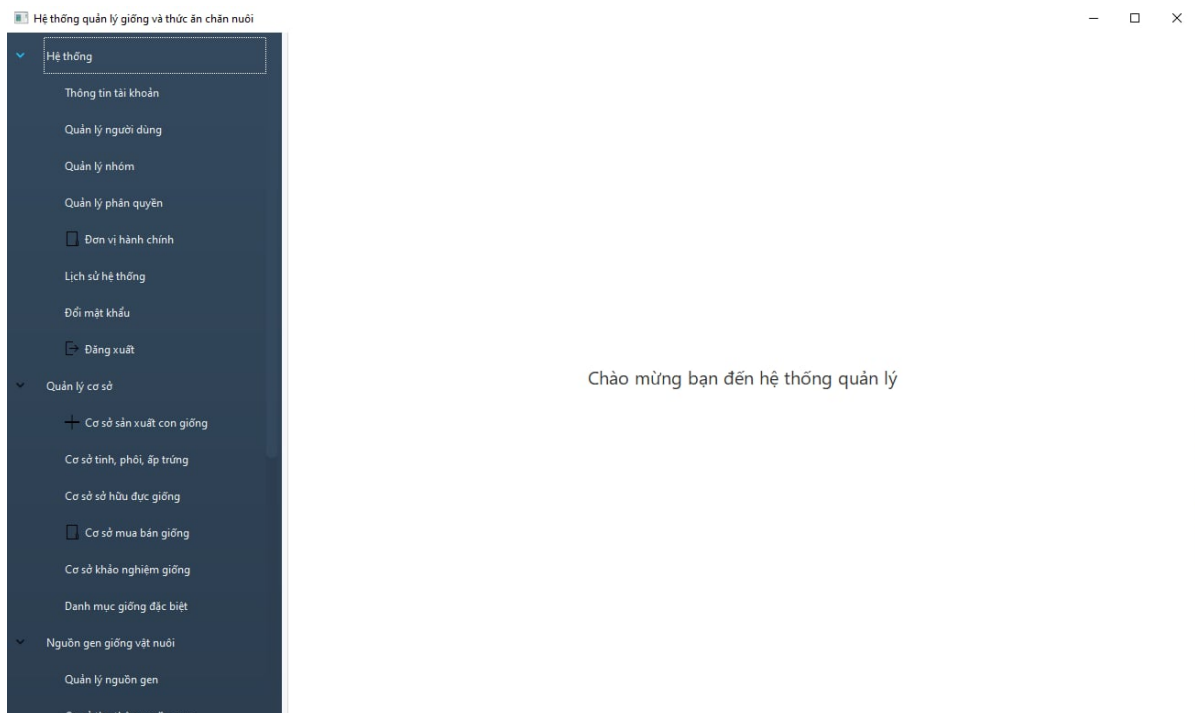 Hệ thống quản lý giống và thức ăn chăn nuôi
Hệ thống
Thông tin tài khoản
Quản lý người dùng
Quản lý nhóm
Quản lý phân quyền
Đơn vị hành chính
Lịch sử hệ thống
Đổi mật khẩu
Đăng xuất
Quản lý cơ sở
Cơ sở sản xuất con giống
Cơ sở tinh, phôi, ấp trứng
Cơ sở sở hữu đực giống
Cơ sở mua bán giống
Cơ sở khảo nghiệm giống
Danh mục giống đặc biệt
Nguồn gen giống vật nuôi
Quản lý nguồn gen
Chào mừng bạn đến hệ thống quản lý